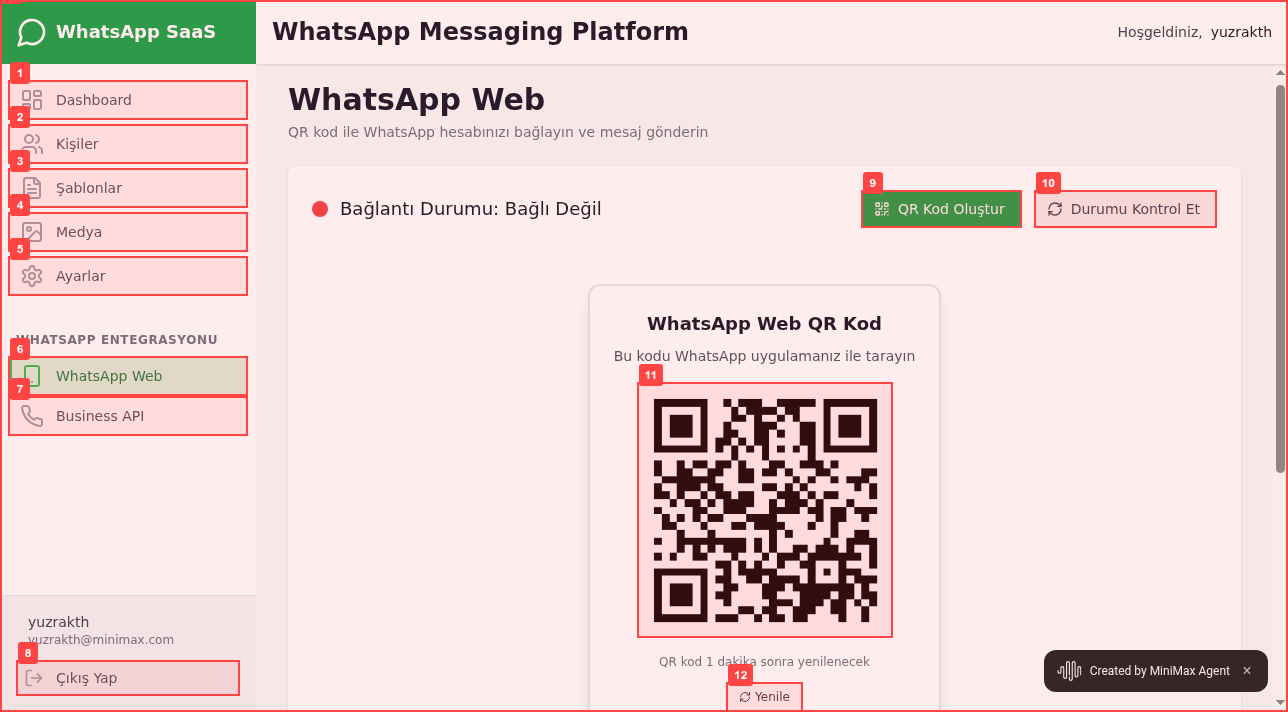 WhatsApp SaaS
WhatsApp Messaging Platform
Hoşgeldiniz, yuzrakth
1
Dashboard
2
Kişiler
3
Şablonlar
4
Medya
5
Ayarlar
WHATSAPP ENTEGRASYONU
6
WhatsApp Web
7
Business API
yuzrakth
yuzrakth@minimax.com
8
Çıkış Yap
WhatsApp Web
QR kod ile WhatsApp hesabınızı bağlayın ve mesaj gönderin
Bağlantı Durumu: Bağlı Değil
9
QR Kod Oluştur
10
Durumu Kontrol Et
WhatsApp Web QR Kod
Bu kodu WhatsApp uygulamanız ile tarayın
11
QR kod 1 dakika sonra yenilenecek
12
Yenile
Created by MiniMax Agent